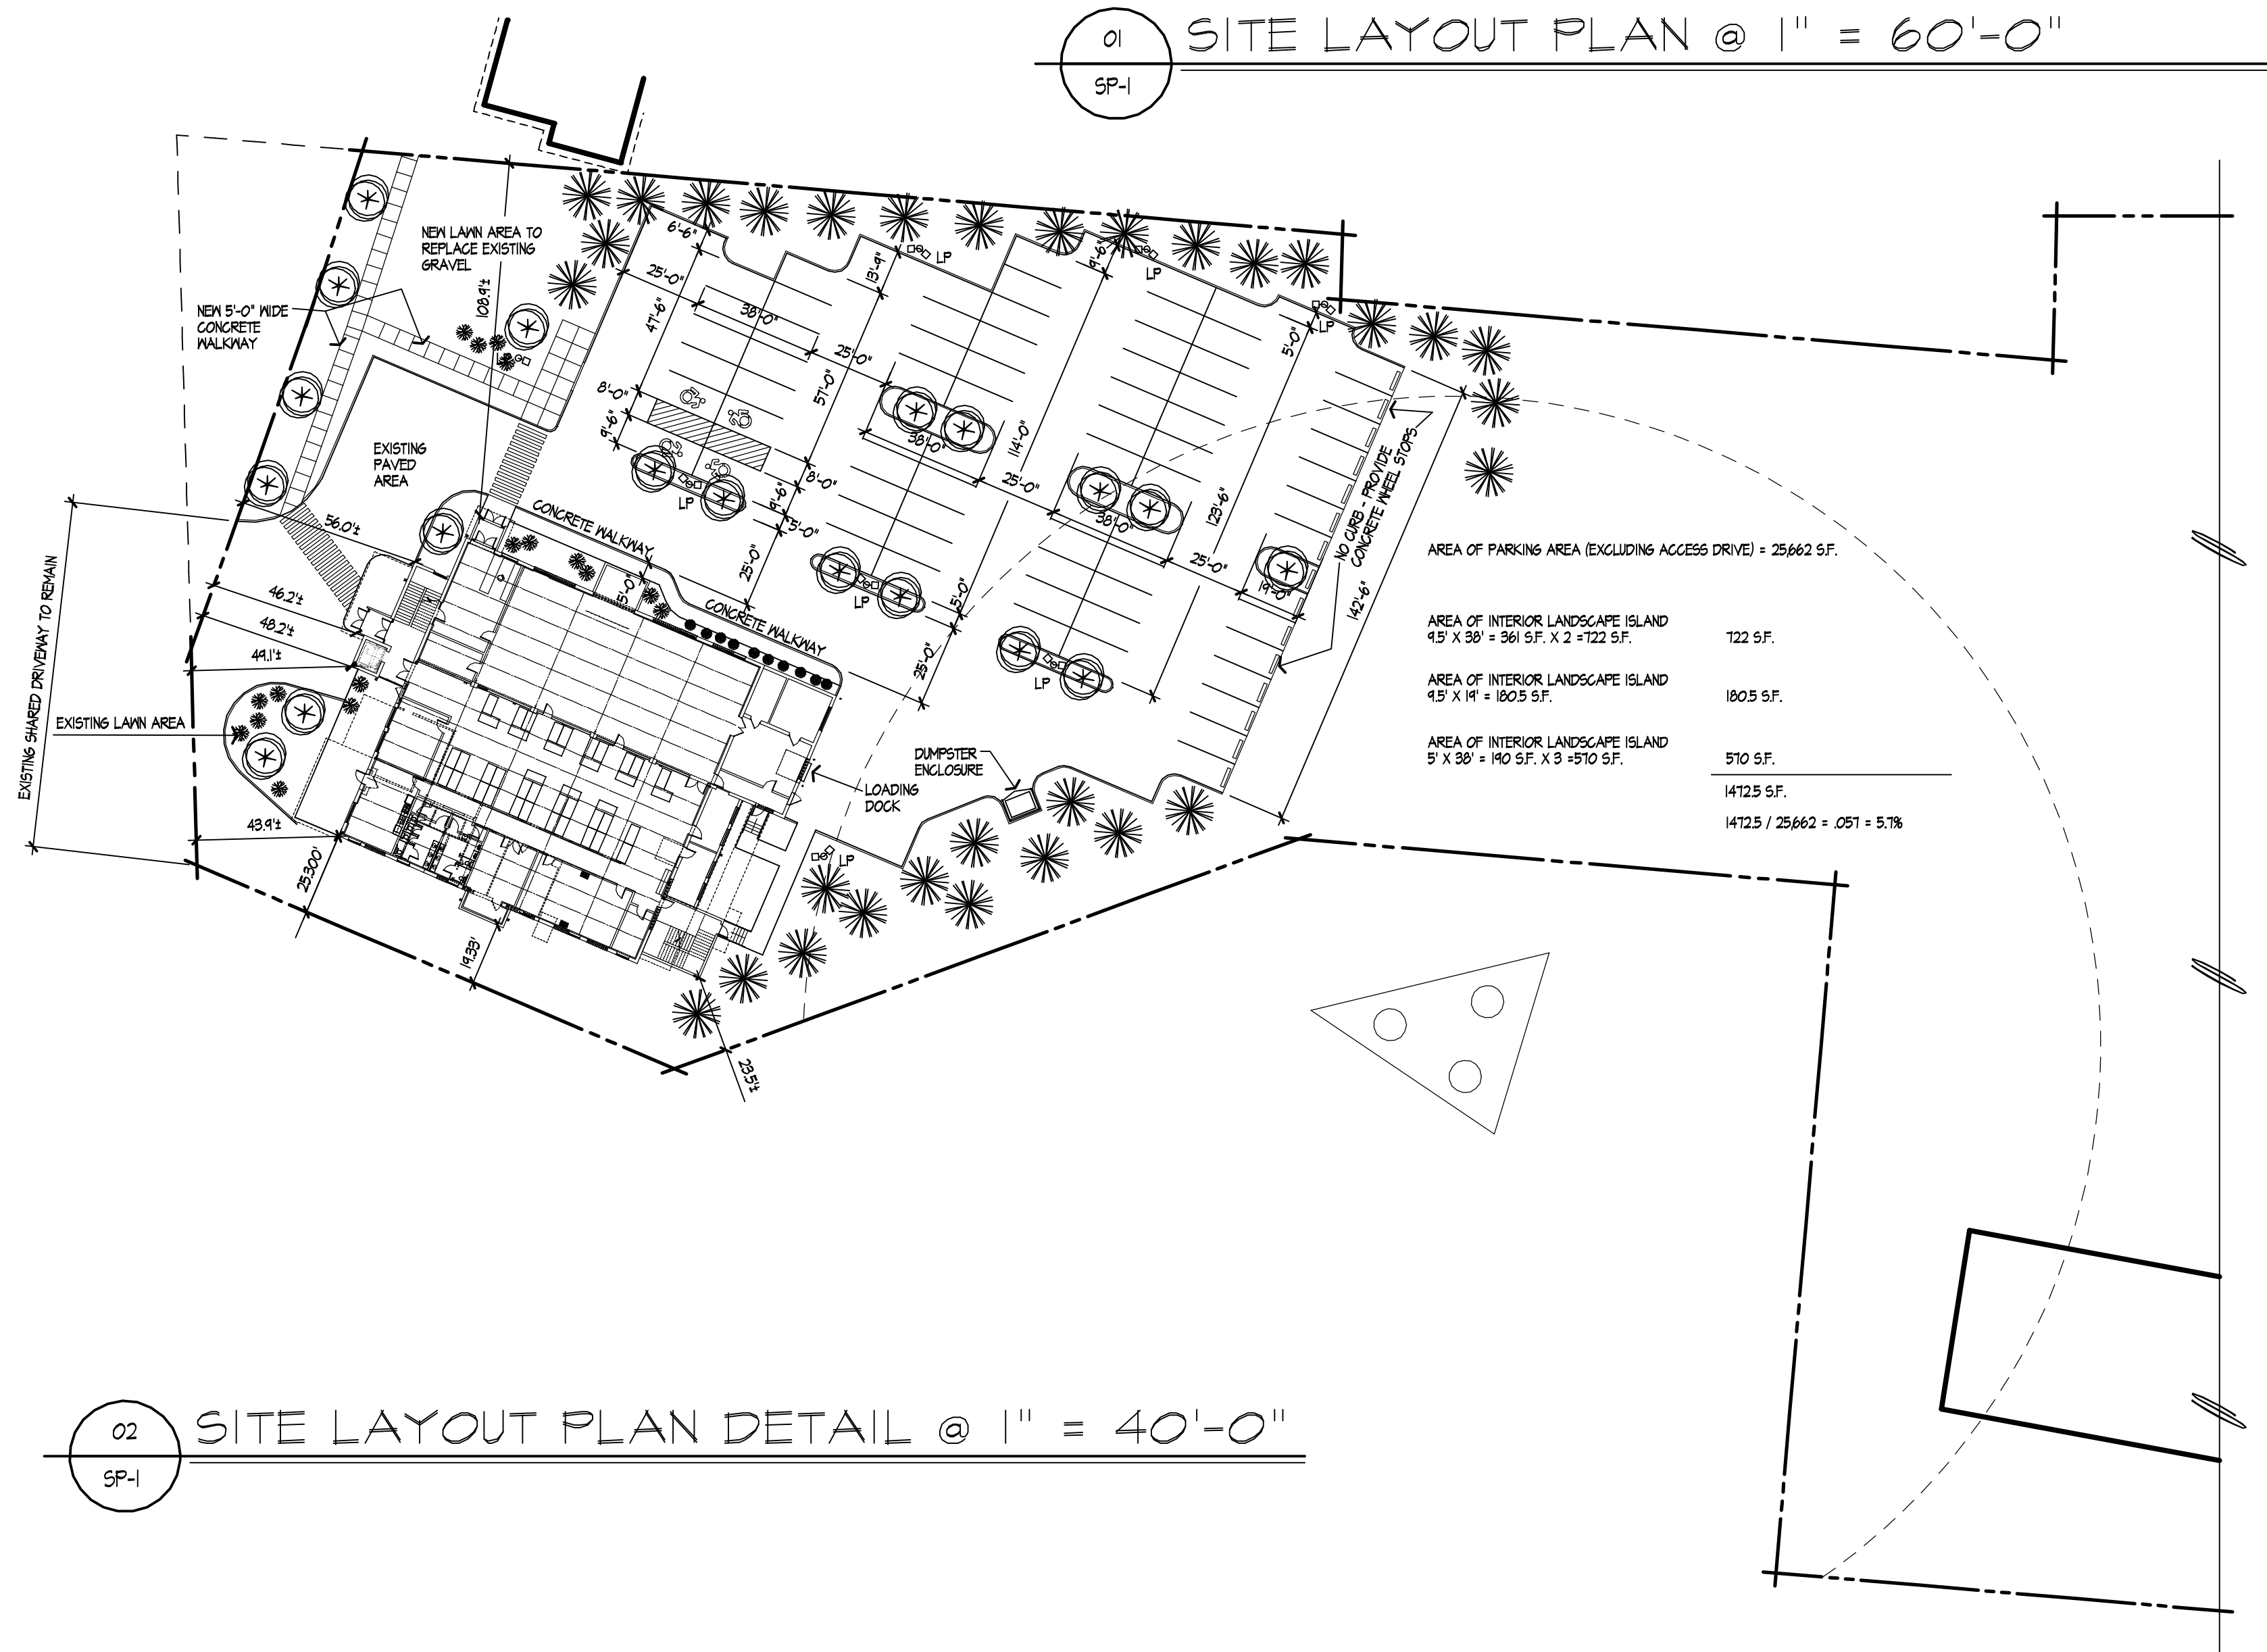 01
SP-1
SITE LAYOUT PLAN @ 1" = 60'-0"
NEW LAWN AREA TO
REPLACE EXISTING
GRAVEL
108.9'±
NEW 5'-0" WIDE
CONCRETE
WALKWAY
EXISTING
PAVED
AREA
6'-6"
25'-0"
47'-6"
38'-0"
25'-0"
13'-9"
LP
9'-6"
LP
5'-0"
LP
57'-0"
8'-0"
9'-6"
LP
8'-0"
9'-6"
5'-0"
25'-0"
38'-0"
114'-0"
25'-0"
38'-0"
123'-6"
25'-0"
19'-0"
NO CURB - PROVIDE
CONCRETE WHEEL STOPS
142'-6"
LP
5'-0"
25'-0"
LP
CONCRETE WALKWAY
5'-0"
CONCRETE WALKWAY
56.0'±
46.2'±
48.2'±
49.1'±
EXISTING SHARED DRIVEWAY TO REMAIN
EXISTING LAWN AREA
43.9'±
25.300'
19.33'
23.5'±
LOADING
DOCK
DUMPSTER
ENCLOSURE
LP
AREA OF PARKING AREA (EXCLUDING ACCESS DRIVE) = 25,662 S.F.
AREA OF INTERIOR LANDSCAPE ISLAND
9.5' X 38' = 361 S.F. X 2 =722 S.F. 722 S.F.
AREA OF INTERIOR LANDSCAPE ISLAND
9.5' X 19' = 180.5 S.F. 180.5 S.F.
AREA OF INTERIOR LANDSCAPE ISLAND
5' X 38' = 190 S.F. X 3 =570 S.F. 570 S.F.
1472.5 S.F.
1472.5 / 25,662 = .057 = 5.7%
02
SP-1
SITE LAYOUT PLAN DETAIL @ 1" = 40'-0"